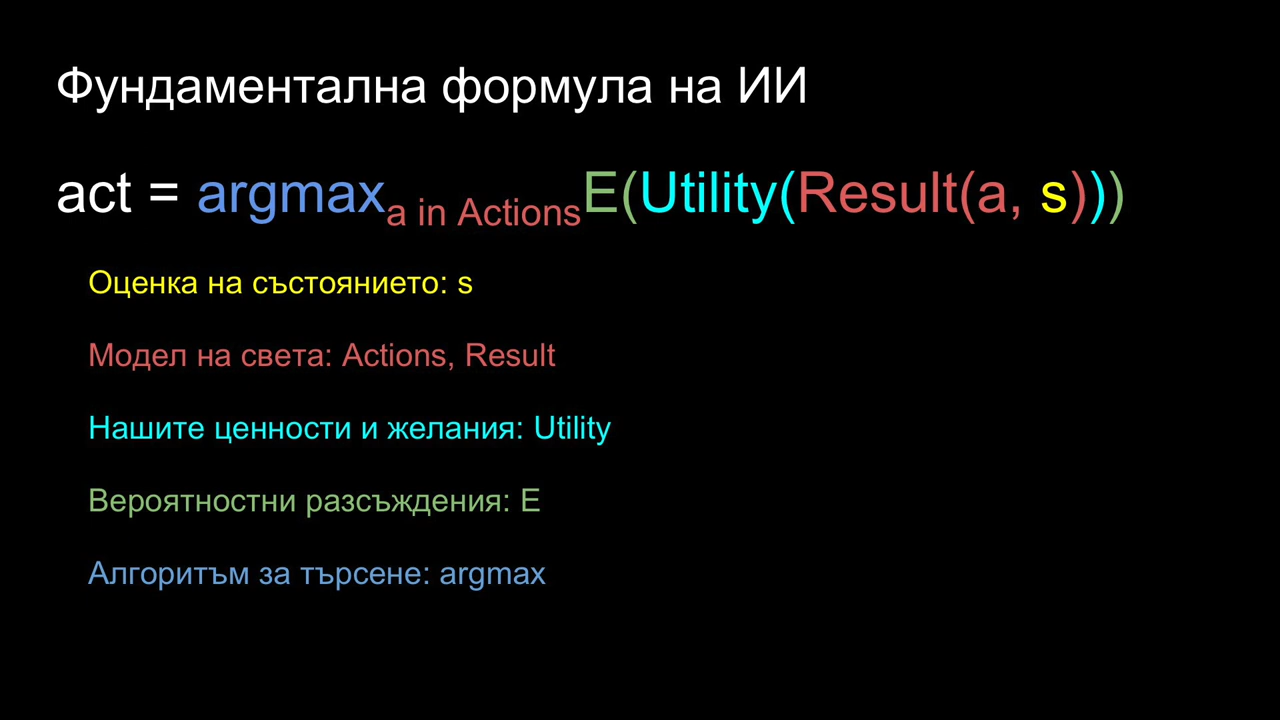 Фундаментална формула на ИИ
act = argmaxa in ActionsE(Utility(Result(a, s)))
Оценка на състоянието: s
Модел на света: Actions, Result
Нашите ценности и желания: Utility
Вероятностни разсъждения: E
Алгоритъм за търсене: argmax